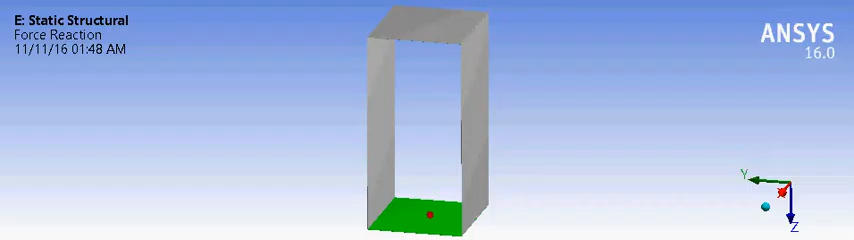 E: Static Structural
Force Reaction
11/11/16 01:48 AM
ANSYS
16.0
Y
Z